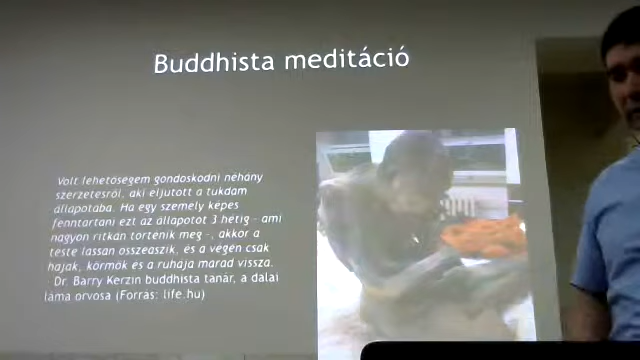 Buddhista meditáció
Volt lehetőségem gondoskodni néhány
szerzetesről, aki eljutott a tukdam
állapotába. Ha egy személy képes
fenntartani ezt az állapotot 3 hétig - ami
nagyon ritkán történik meg -, akkor a
teste lassan összeaszik, és a végén csak
hajak, körmök és a ruhája marad vissza.
Dr. Barry Kerzin buddhista tanár, a dalai
láma orvosa (Forrás: life.hu)